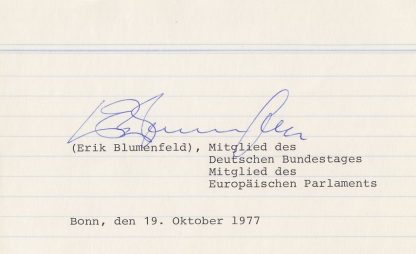 (Erik Blumenfeld), Mitglied des
Deutschen Bundestages
Mitglied des
Europäischen Parlaments
Bonn, den 19. Oktober 1977